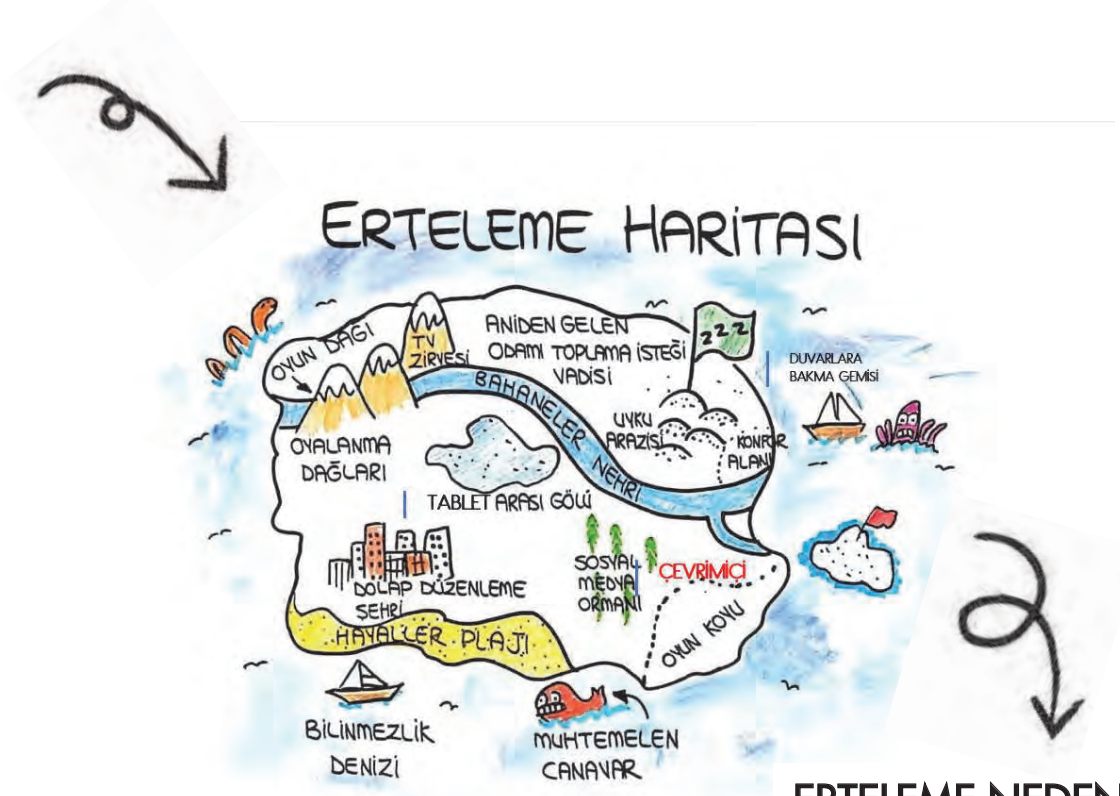 ERTELEME HARİTASI
OYUN DAĞI
TV
ZİRVESİ
ANİDEN GELEN
ODAMI TOPLAMA İSTEĞİ
VADİSİ
ZZZ
DUVARLARA
BAKMA GEMİSİ
BAHANELER NEHRİ
UYKU
ARAZİSİ
KONFOR
ALANI
OYALANMA
DAĞLARI
TABLET ARASI GÖLÜ
SOSYAL
MEDYA
ORMANI
ÇEVRİMİÇİ
OYUN KOYU
H
DOLAP DÜZENLEME
ŞEHRİ
HAYALLER PLAJI
BİLİNMEZLİK
DENİZİ
MUHTEMELEN
CANAVAR
ERTELEME NEDEN